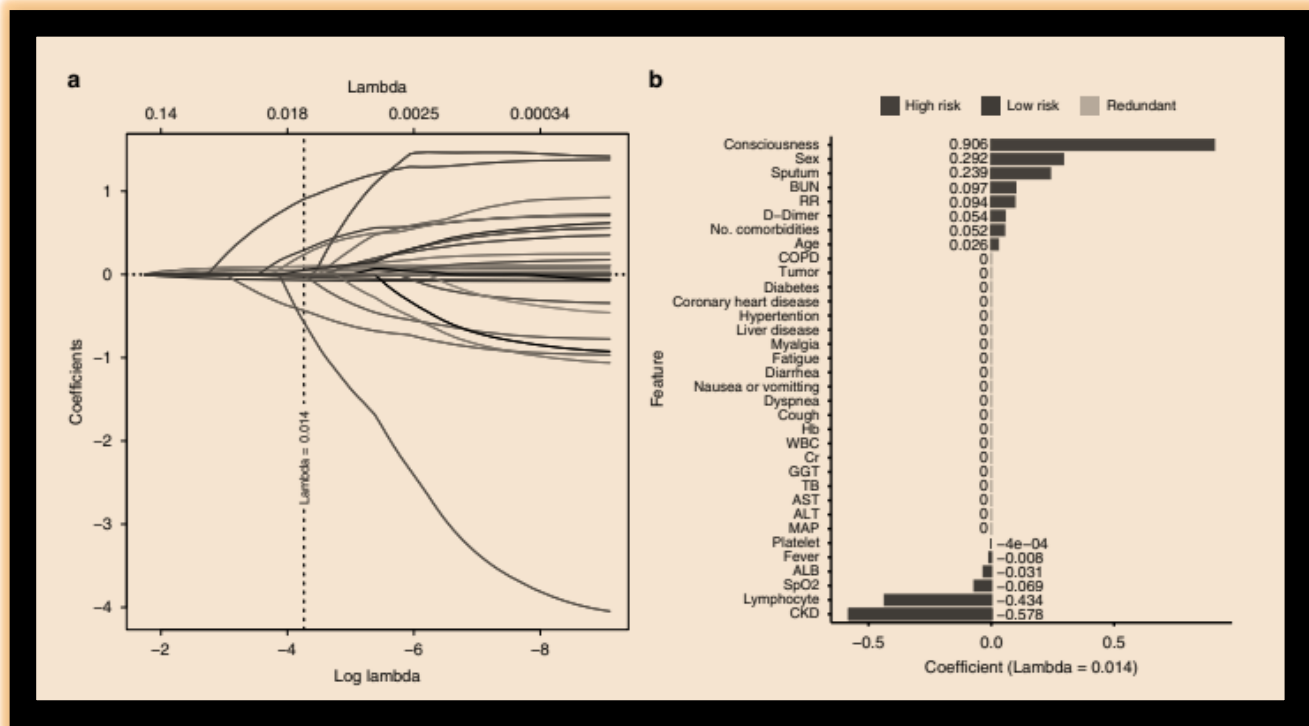 a
Lambda
0.14 0.018 0.0025 0.00034
1
0
−1
−2
−3
−4
Coefficients
Lambda = 0.014
−2 −4 −6 −8
Log lambda
b
High risk Low risk Redundant
Feature
Consciousness 0.906
Sex 0.292
Sputum 0.239
BUN 0.097
RR 0.094
D−Dimer 0.054
No. comorbidities 0.052
Age 0.026
COPD 0
Tumor 0
Diabetes 0
Coronary heart disease 0
Hypertention 0
Liver disease 0
Myalgia 0
Fatigue 0
Diarrhea 0
Nausea or vomitting 0
Dyspnea 0
Cough 0
Hb 0
WBC 0
Cr 0
GGT 0
TB 0
AST 0
ALT 0
MAP 0
Platelet −4e−04
Fever −0.008
ALB −0.031
SpO2 −0.069
Lymphocyte −0.434
CKD −0.578
−0.5 0.0 0.5
Coefficient (Lambda = 0.014)